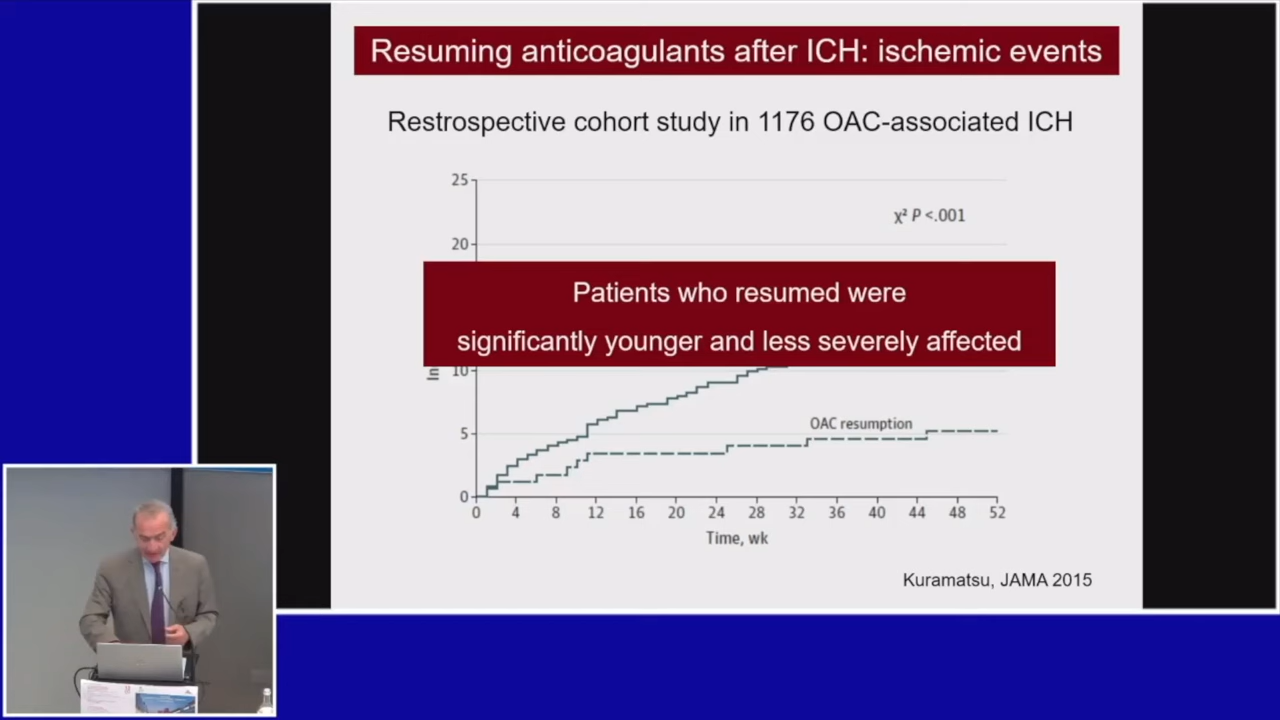 Resuming anticoagulants after ICH: ischemic events
Restrospective cohort study in 1176 OAC-associated ICH
25
χ² P <.001
20
Patients who resumed were
significantly younger and less severely affected
In
10
OAC resumption
5
0
0 4 8 12 16 20 24 28 32 36 40 44 48 52
Time, wk
Kuramatsu, JAMA 2015